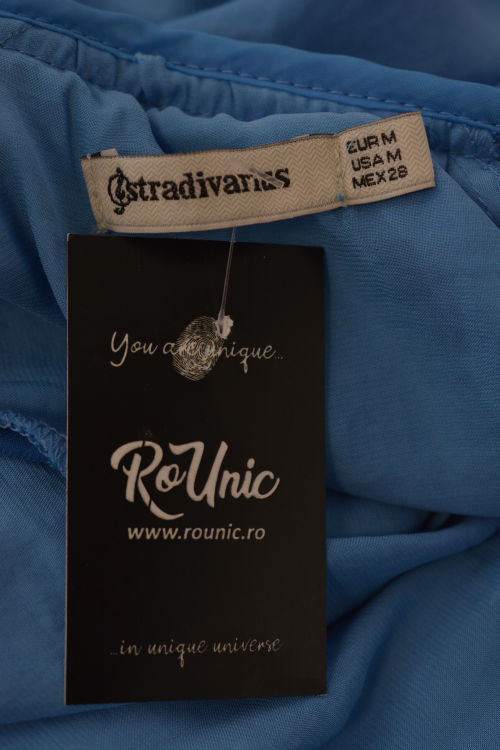 stradivarius
EUR M
USA M
MEX 28
You are unique...
RoUnic
www.rounic.ro
...in unique universe